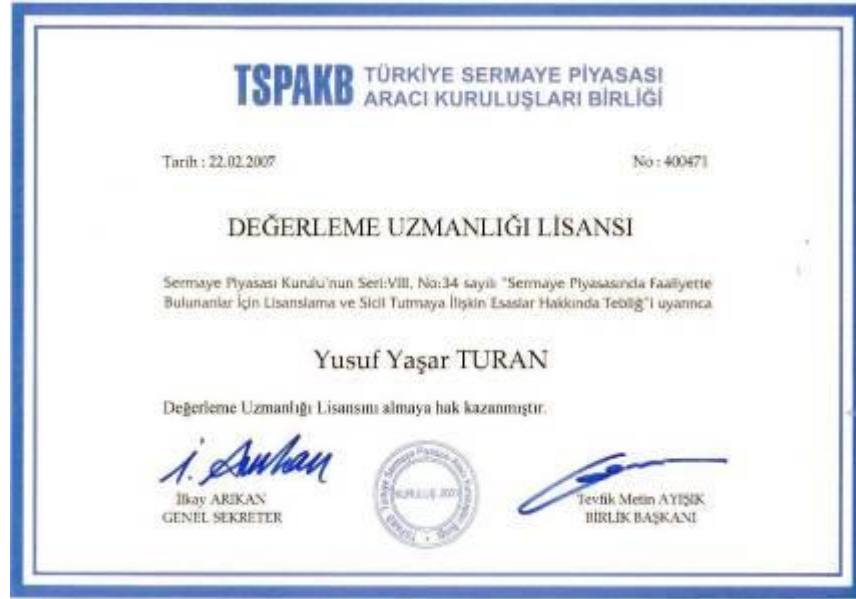 TSPAKB TÜRKİYE SERMAYE PİYASASI
ARACI KURULUŞLARI BİRLİĞİ
Tarih : 22.02.2007
No : 400471
DEĞERLEME UZMANLIĞI LİSANSI
Sermaye Piyasası Kurulu'nun Seri:VIII, No:34 sayılı "Sermaye Piyasasında Faaliyette
Bulunanlar İçin Lisanslama ve Sicil Tutmaya İlişkin Esaslar Hakkında Tebliğ"i uyarınca
Yusuf Yaşar TURAN
Değerleme Uzmanlığı Lisansını almaya hak kazanmıştır.
İlkay ARIKAN
GENEL SEKRETER
KURULUŞ 2001
Tevfik Metin AYIŞIK
BİRLİK BAŞKANI